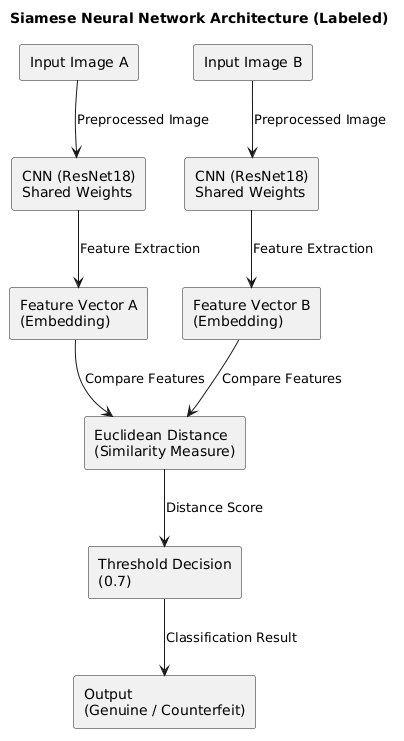 Siamese Neural Network Architecture (Labeled)
Input Image A
Input Image B
Preprocessed Image
Preprocessed Image
CNN (ResNet18)
Shared Weights
CNN (ResNet18)
Shared Weights
Feature Extraction
Feature Extraction
Feature Vector A
(Embedding)
Feature Vector B
(Embedding)
Compare Features
Compare Features
Euclidean Distance
(Similarity Measure)
Distance Score
Threshold Decision
(0.7)
Classification Result
Output
(Genuine / Counterfeit)